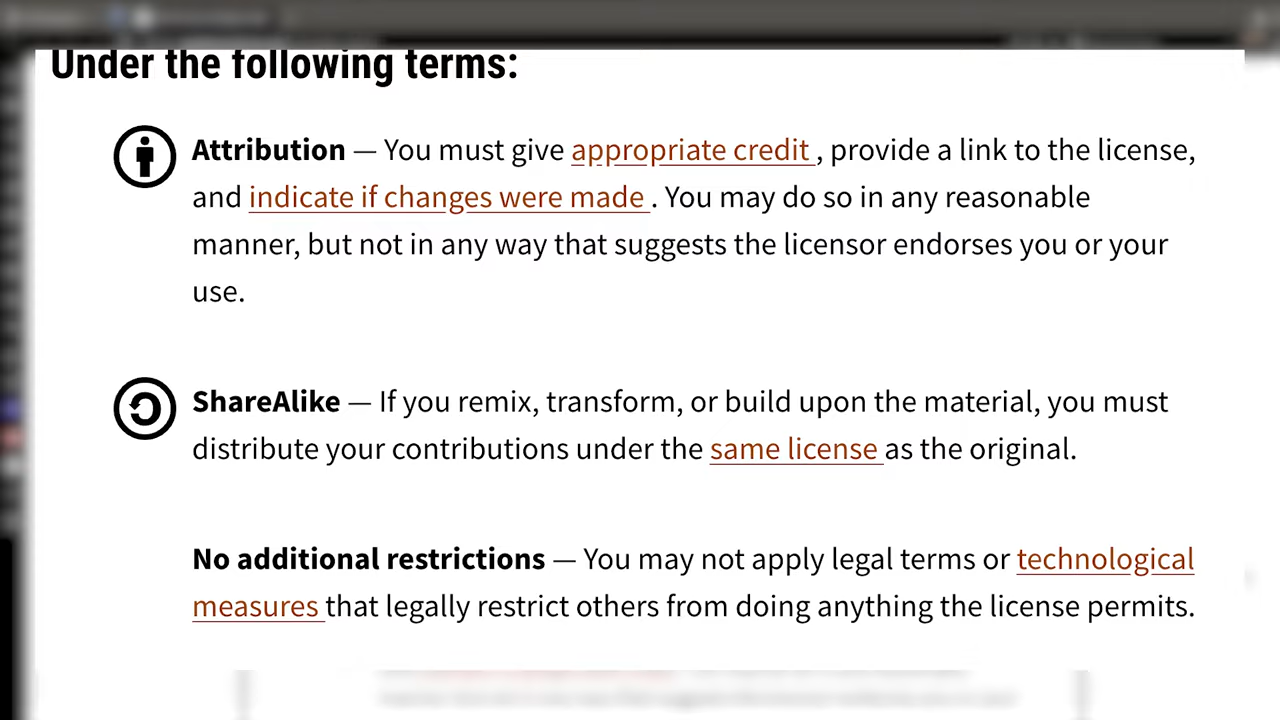 Under the following terms:
Attribution — You must give appropriate credit , provide a link to the license,
and indicate if changes were made . You may do so in any reasonable
manner, but not in any way that suggests the licensor endorses you or your
use.
ShareAlike — If you remix, transform, or build upon the material, you must
distribute your contributions under the same license as the original.
No additional restrictions — You may not apply legal terms or technological
measures that legally restrict others from doing anything the license permits.